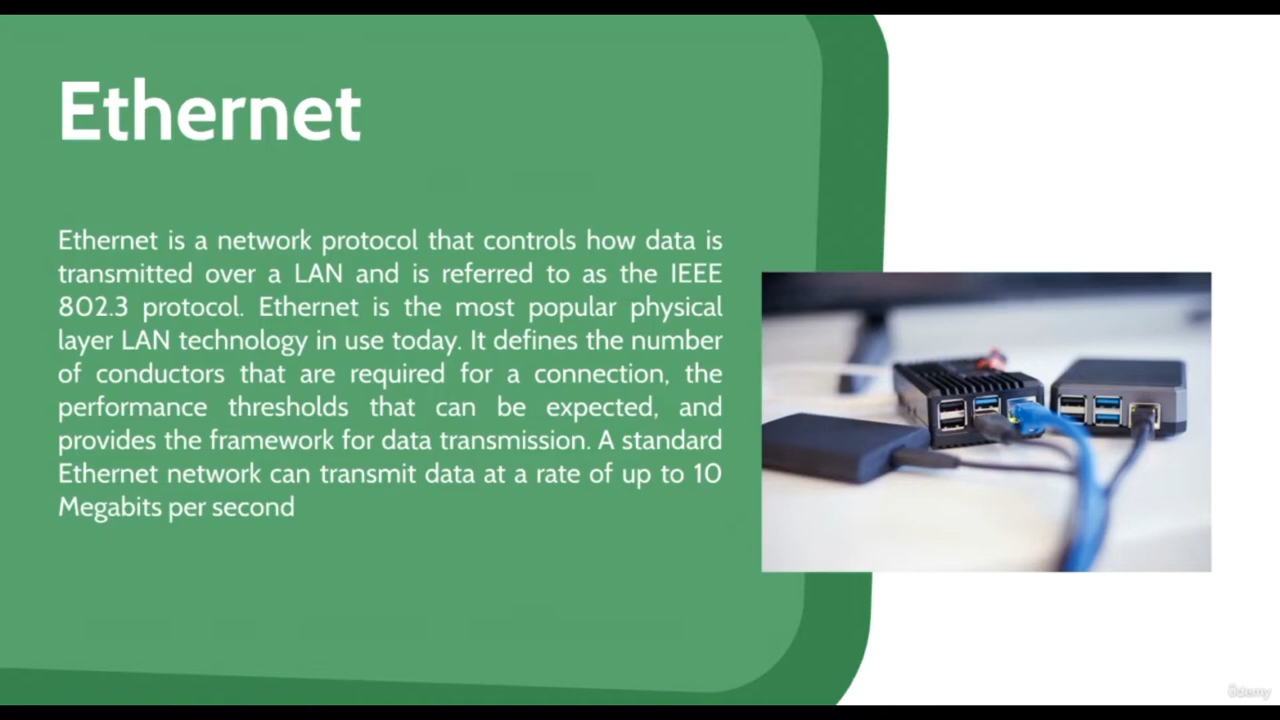 Ethernet
Ethernet is a network protocol that controls how data is
transmitted over a LAN and is referred to as the IEEE
802.3 protocol. Ethernet is the most popular physical
layer LAN technology in use today. It defines the number
of conductors that are required for a connection, the
performance thresholds that can be expected, and
provides the framework for data transmission. A standard
Ethernet network can transmit data at a rate of up to 10
Megabits per second
ûdemy